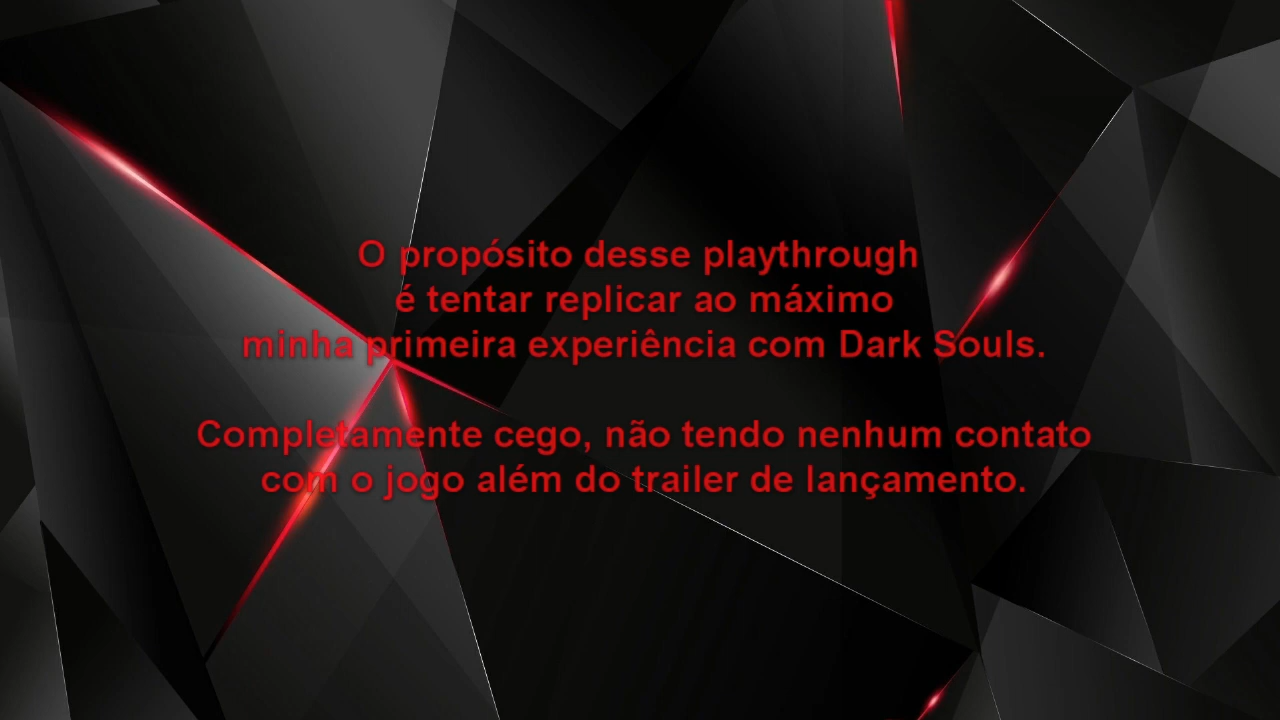 O propósito desse playthrough
é tentar replicar ao máximo
minha primeira experiência com Dark Souls.
Completamente cego, não tendo nenhum contato
com o jogo além do trailer de lançamento.